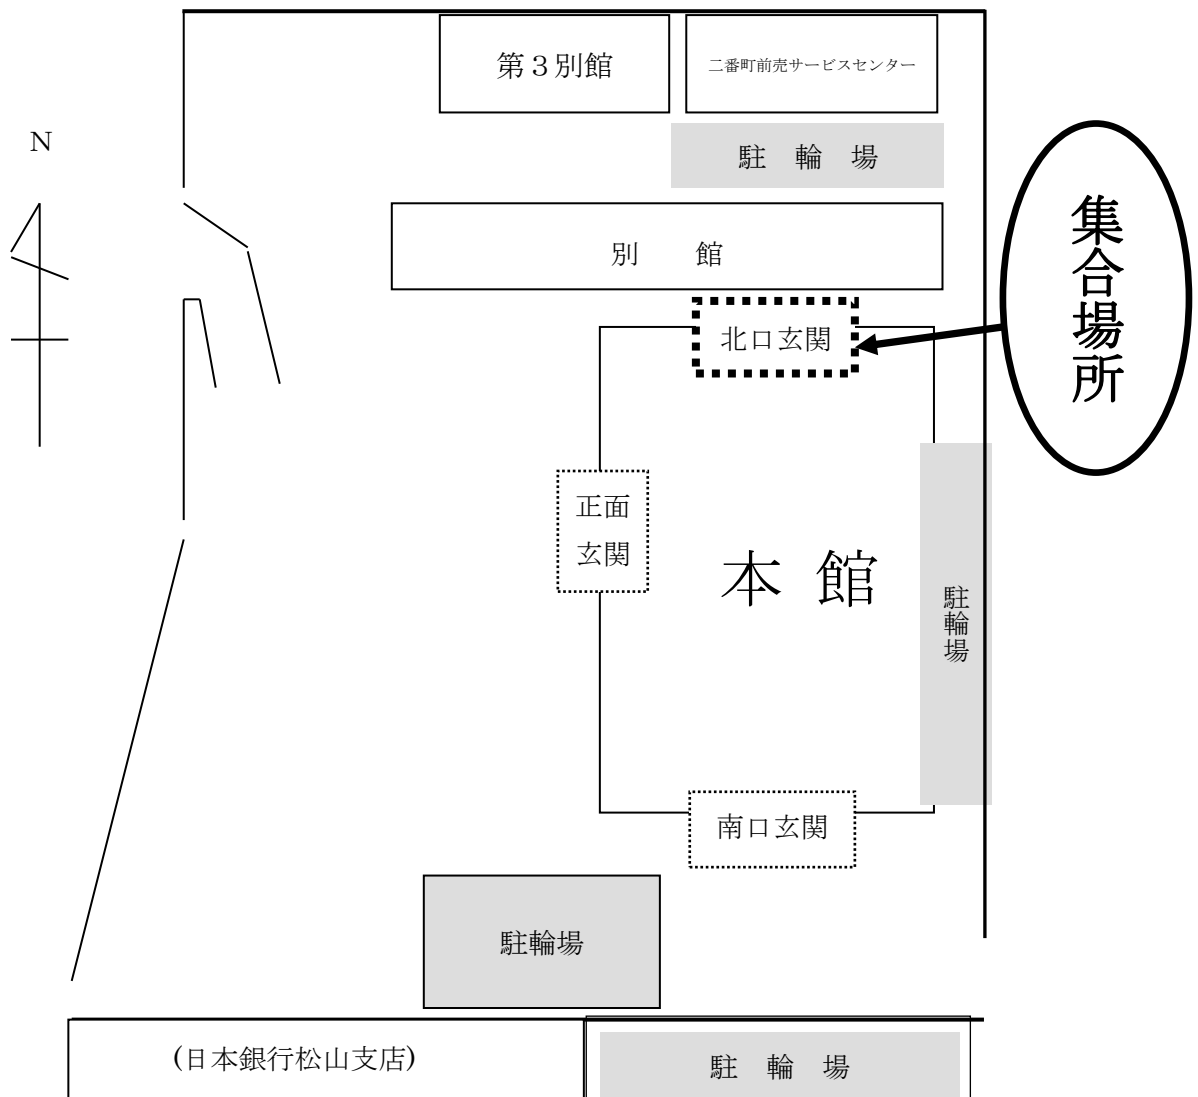 第３別館
二番町前売サービスセンター
N
駐　輪　場
集合場所
別　　館
北口玄関
正面
玄関
本 館
駐輪場
南口玄関
駐輪場
(日本銀行松山支店)
駐　輪　場